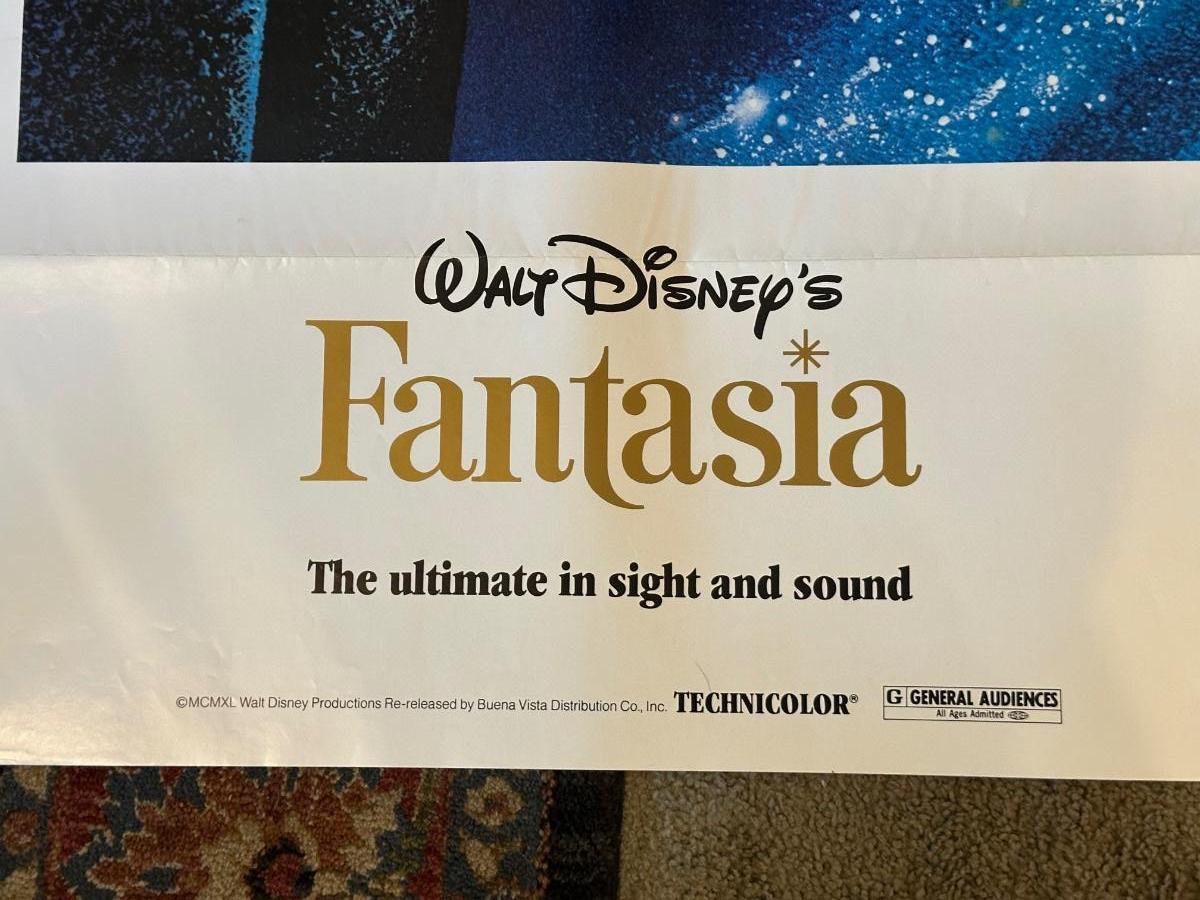 WALT DISNEY'S
Fantasia
The ultimate in sight and sound
©MCMXL Walt Disney Productions Re-released by Buena Vista Distribution Co., Inc. TECHNICOLOR® G GENERAL AUDIENCES
All Ages Admitted